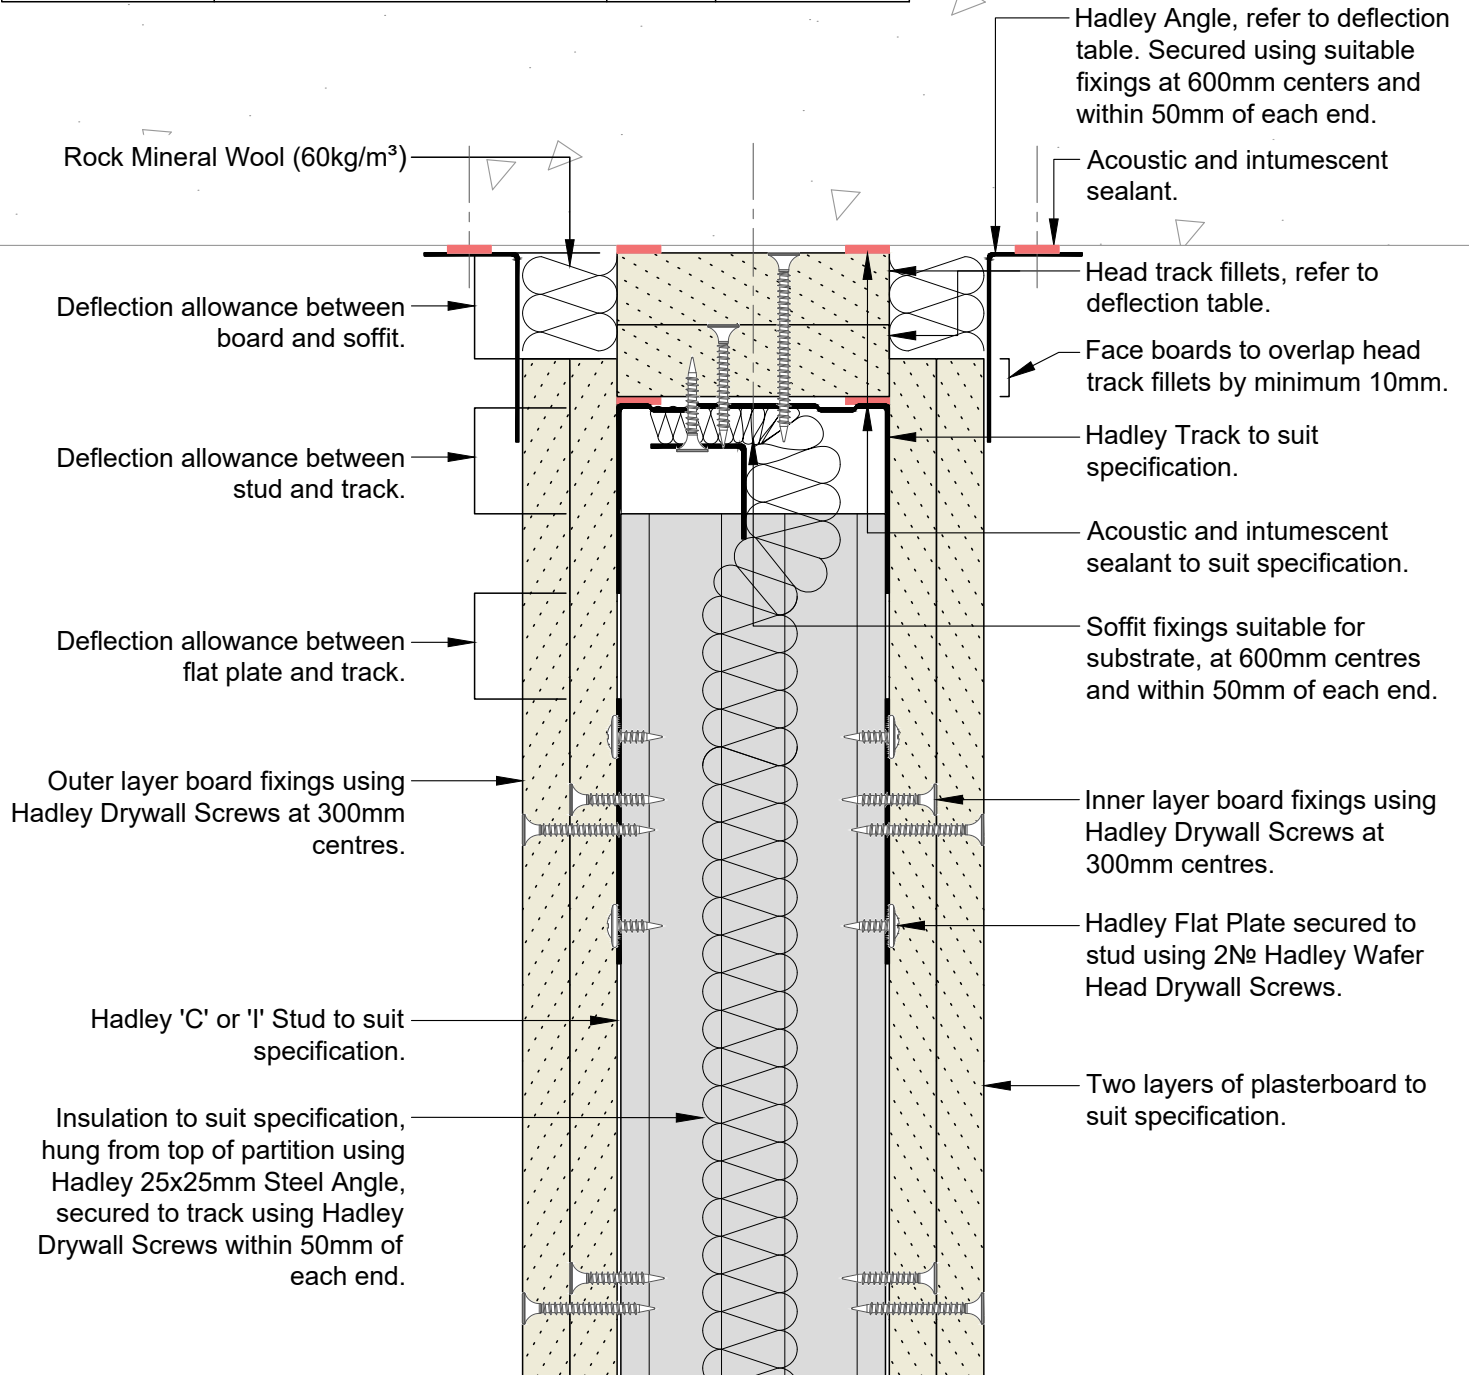 Rock Mineral Wool (60kg/m³)
Deflection allowance between
board and soffit.
Deflection allowance between
stud and track.
Deflection allowance between
flat plate and track.
Outer layer board fixings using
Hadley Drywall Screws at 300mm
centres.
Hadley 'C' or 'I' Stud to suit
specification.
Insulation to suit specification,
hung from top of partition using
Hadley 25x25mm Steel Angle,
secured to track using Hadley
Drywall Screws within 50mm of
each end.
Hadley Angle, refer to deflection
table. Secured using suitable
fixings at 600mm centers and
within 50mm of each end.
Acoustic and intumescent
sealant.
Head track fillets, refer to
deflection table.
Face boards to overlap head
track fillets by minimum 10mm.
Hadley Track to suit
specification.
Acoustic and intumescent
sealant to suit specification.
Soffit fixings suitable for
substrate, at 600mm centres
and within 50mm of each end.
Inner layer board fixings using
Hadley Drywall Screws at
300mm centres.
Hadley Flat Plate secured to
stud using 2№ Hadley Wafer
Head Drywall Screws.
Two layers of plasterboard to
suit specification.